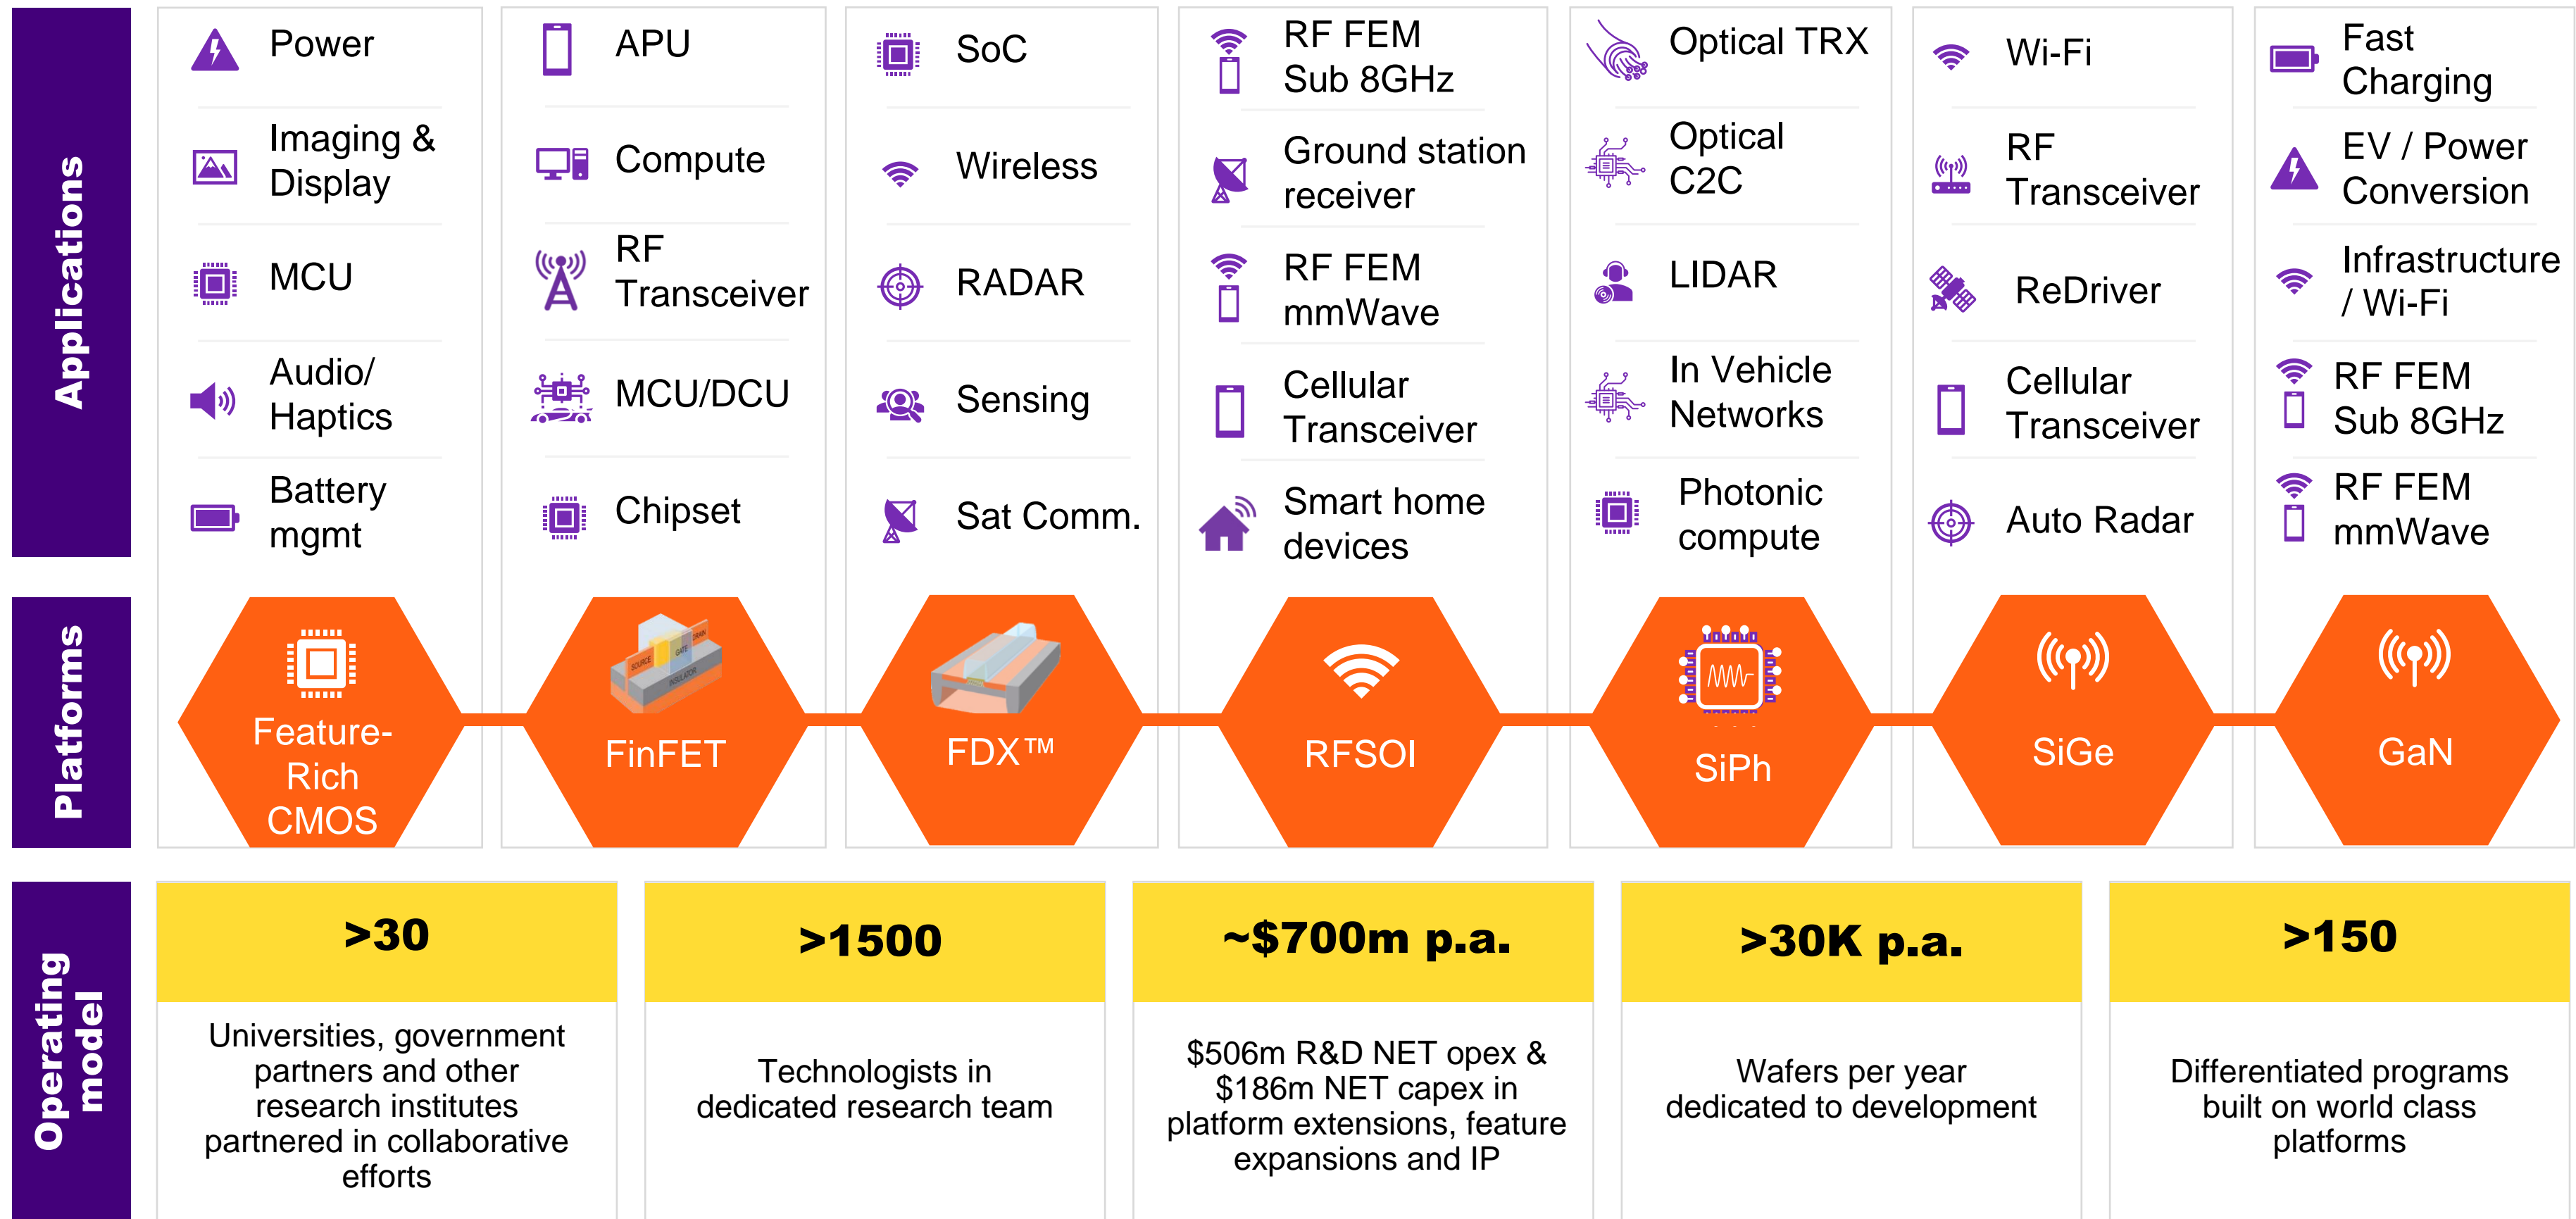 Applications
Power
Imaging &
Display
MCU
Audio/
Haptics
Battery
mgmt
APU
Compute
RF
Transceiver
MCU/DCU
Chipset
SoC
Wireless
RADAR
Sensing
Sat Comm.
RF FEM
Sub 8GHz
Ground station
receiver
RF FEM
mmWave
Cellular
Transceiver
Smart home
devices
Optical TRX
Optical
C2C
LIDAR
In Vehicle
Networks
Photonic
compute
Wi-Fi
RF
Transceiver
ReDriver
Cellular
Transceiver
Auto Radar
Fast
Charging
EV / Power
Conversion
Infrastructure
/ Wi-Fi
RF FEM
Sub 8GHz
RF FEM
mmWave
Platforms
Feature-
Rich
CMOS
SOURCE
GATE
DRAIN
INSULATOR
FinFET
FDX™
RFSOI
SiPh
SiGe
GaN
Operating
model
>30
Universities, government
partners and other
research institutes
partnered in collaborative
efforts
>1500
Technologists in
dedicated research team
~$700m p.a.
$506m R&D NET opex &
$186m NET capex in
platform extensions, feature
expansions and IP
>30K p.a.
Wafers per year
dedicated to development
>150
Differentiated programs
built on world class
platforms